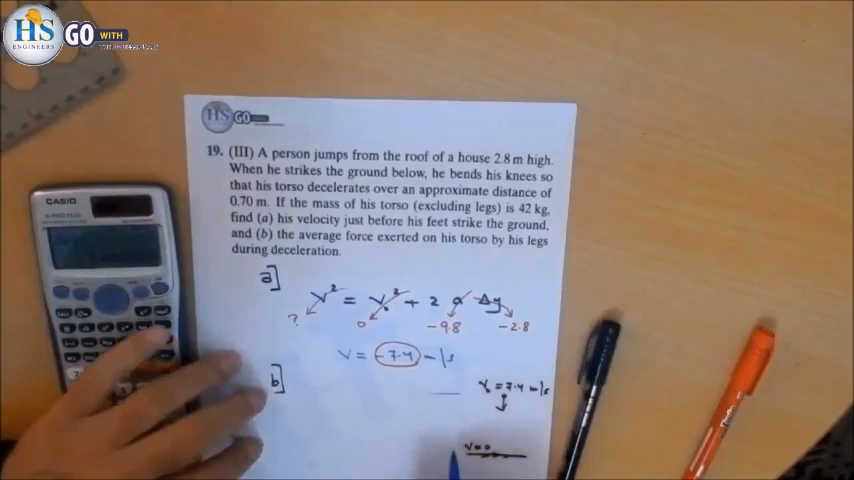 HS
ENGINEERS
GO WITH
HS GO
19. (III) A person jumps from the roof of a house 2.8 m high.
When he strikes the ground below, he bends his knees so
that his torso decelerates over an approximate distance of
0.70 m. If the mass of his torso (excluding legs) is 42 kg,
find (a) his velocity just before his feet strike the ground,
and (b) the average force exerted on his torso by his legs
during deceleration.
CASIO
a]
v² = v₀² + 2 a Δy
? 0 -9.8 -2.8
v = -7.4 m/s
b]
v₀ = 7.4 m/s
v=0